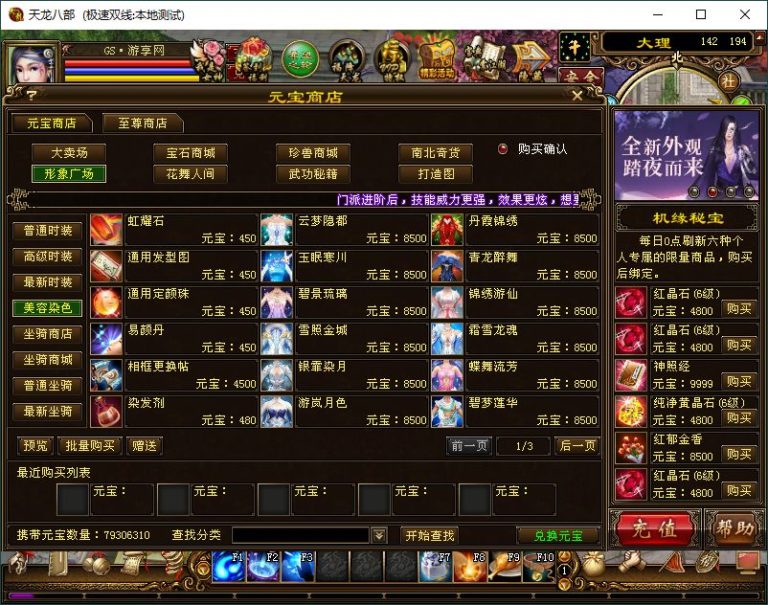 天龙八部 (极速双线:本地测试)
GS·游享网
精彩活动
大理 142 194
北
安全
社
元宝商店
元宝商店 至尊商店
大卖场 宝石商城 珍兽商城 南北奇货 购买确认
形象广场 花舞人间 武功秘籍 打造图
门派进阶后，技能威力更强，效果更炫，想
普通时装
高级时装
最新时装
美容染色
坐骑商店
坐骑商城
普通坐骑
最新坐骑
虹耀石 云梦隐都 丹霞锦绣
元宝：450 元宝：8500 元宝：8500
通用发型图 玉眠寒川 青龙醉舞
元宝：450 元宝：8500 元宝：8500
通用定颜珠 碧景琉璃 锦绣游仙
元宝：450 元宝：8500 元宝：8500
易颜丹 雪照金城 霜雪龙魂
元宝：450 元宝：8500 元宝：8500
相框更换帖 银霏染月 蝶舞流芳
元宝：4500 元宝：8500 元宝：8500
染发剂 游岚月色 碧梦莲华
元宝：480 元宝：8500 元宝：8500
预览 批量购买 赠送 前一页 1/3 后一页
最近购买列表
元宝： 元宝： 元宝： 元宝： 元宝：
携带元宝数量：79306310 查找分类 开始查找 兑换元宝
全新外观
踏夜而来
机缘秘宝
每日0点刷新六种个
人专属的限量商品，购买
后绑定。
红晶石 (6级)
元宝：4800 购买
红晶石 (6级)
元宝：4800 购买
神照经
元宝：9999 购买
纯净黄晶石 (6级)
元宝：4800 购买
红郁金香
元宝：8500 购买
红晶石 (6级)
元宝：4800 购买
充值 帮助
F1 F2 F3 F7 F8 F9 F10
1